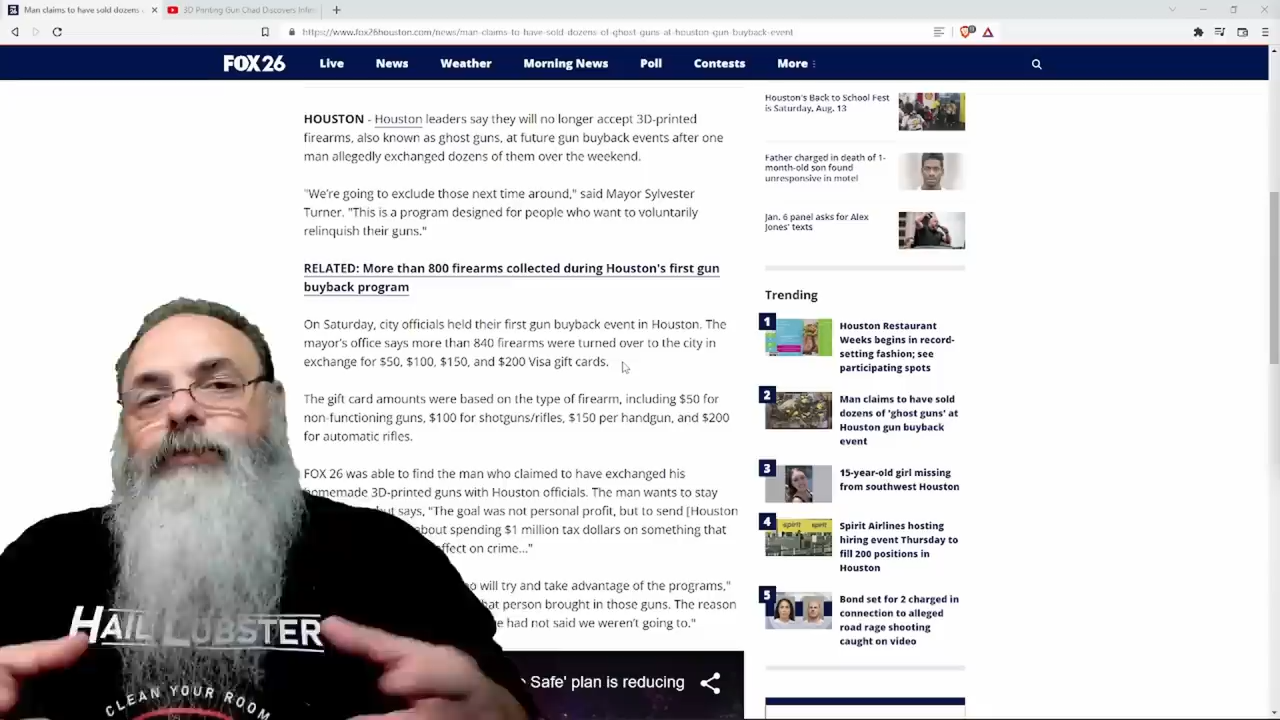 Man claims to have sold dozens
3D Printing Gun Chad Discovers Infin
https://www.fox26houston.com/news/man-claims-to-have-sold-dozens-of-ghost-guns-at-houston-gun-buyback-event
FOX 26
Live
News
Weather
Morning News
Poll
Contests
More
HOUSTON - Houston leaders say they will no longer accept 3D-printed
firearms, also known as ghost guns, at future gun buyback events after one
man allegedly exchanged dozens of them over the weekend.
"We're going to exclude those next time around," said Mayor Sylvester
Turner. "This is a program designed for people who want to voluntarily
relinquish their guns."
RELATED: More than 800 firearms collected during Houston's first gun
buyback program
On Saturday, city officials held their first gun buyback event in Houston. The
mayor's office says more than 840 firearms were turned over to the city in
exchange for $50, $100, $150, and $200 Visa gift cards.
The gift card amounts were based on the type of firearm, including $50 for
non-functioning guns, $100 for shotguns/rifles, $150 per handgun, and $200
for automatic rifles.
FOX 26 was able to find the man who claimed to have exchanged his
homemade 3D-printed guns with Houston officials. The man wants to stay
but says, "The goal was not personal profit, but to send [Houston
about spending $1 million tax dollars on something that
effect on crime..."
who will try and take advantage of the programs,"
that person brought in those guns. The reason
had not said we weren't going to."
Safe' plan is reducing
Houston's Back to School Fest
is Saturday, Aug. 13
Father charged in death of 1-
month-old son found
unresponsive in motel
Jan. 6 panel asks for Alex
Jones' texts
Trending
1
Houston Restaurant
Weeks begins in record-
setting fashion; see
participating spots
2
Man claims to have sold
dozens of 'ghost guns' at
Houston gun buyback
event
3
15-year-old girl missing
from southwest Houston
4
Spirit Airlines hosting
hiring event Thursday to
fill 200 positions in
Houston
5
Bond set for 2 charged in
connection to alleged
road rage shooting
caught on video
HAIL LOBSTER
CLEAN YOUR ROOM